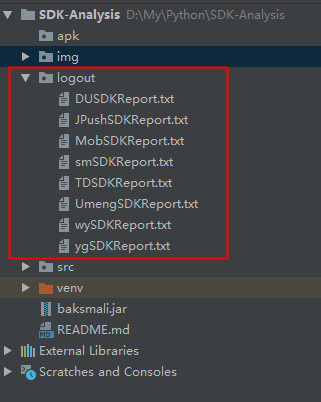 SDK-Analysis D:\My\Python\SDK-Analysis
apk
img
logout
DUSDKReport.txt
JPushSDKReport.txt
MobSDKReport.txt
smSDKReport.txt
TDSDKReport.txt
UmengSDKReport.txt
wySDKReport.txt
ygSDKReport.txt
src
venv
baksmali.jar
MD README.md
External Libraries
Scratches and Consoles